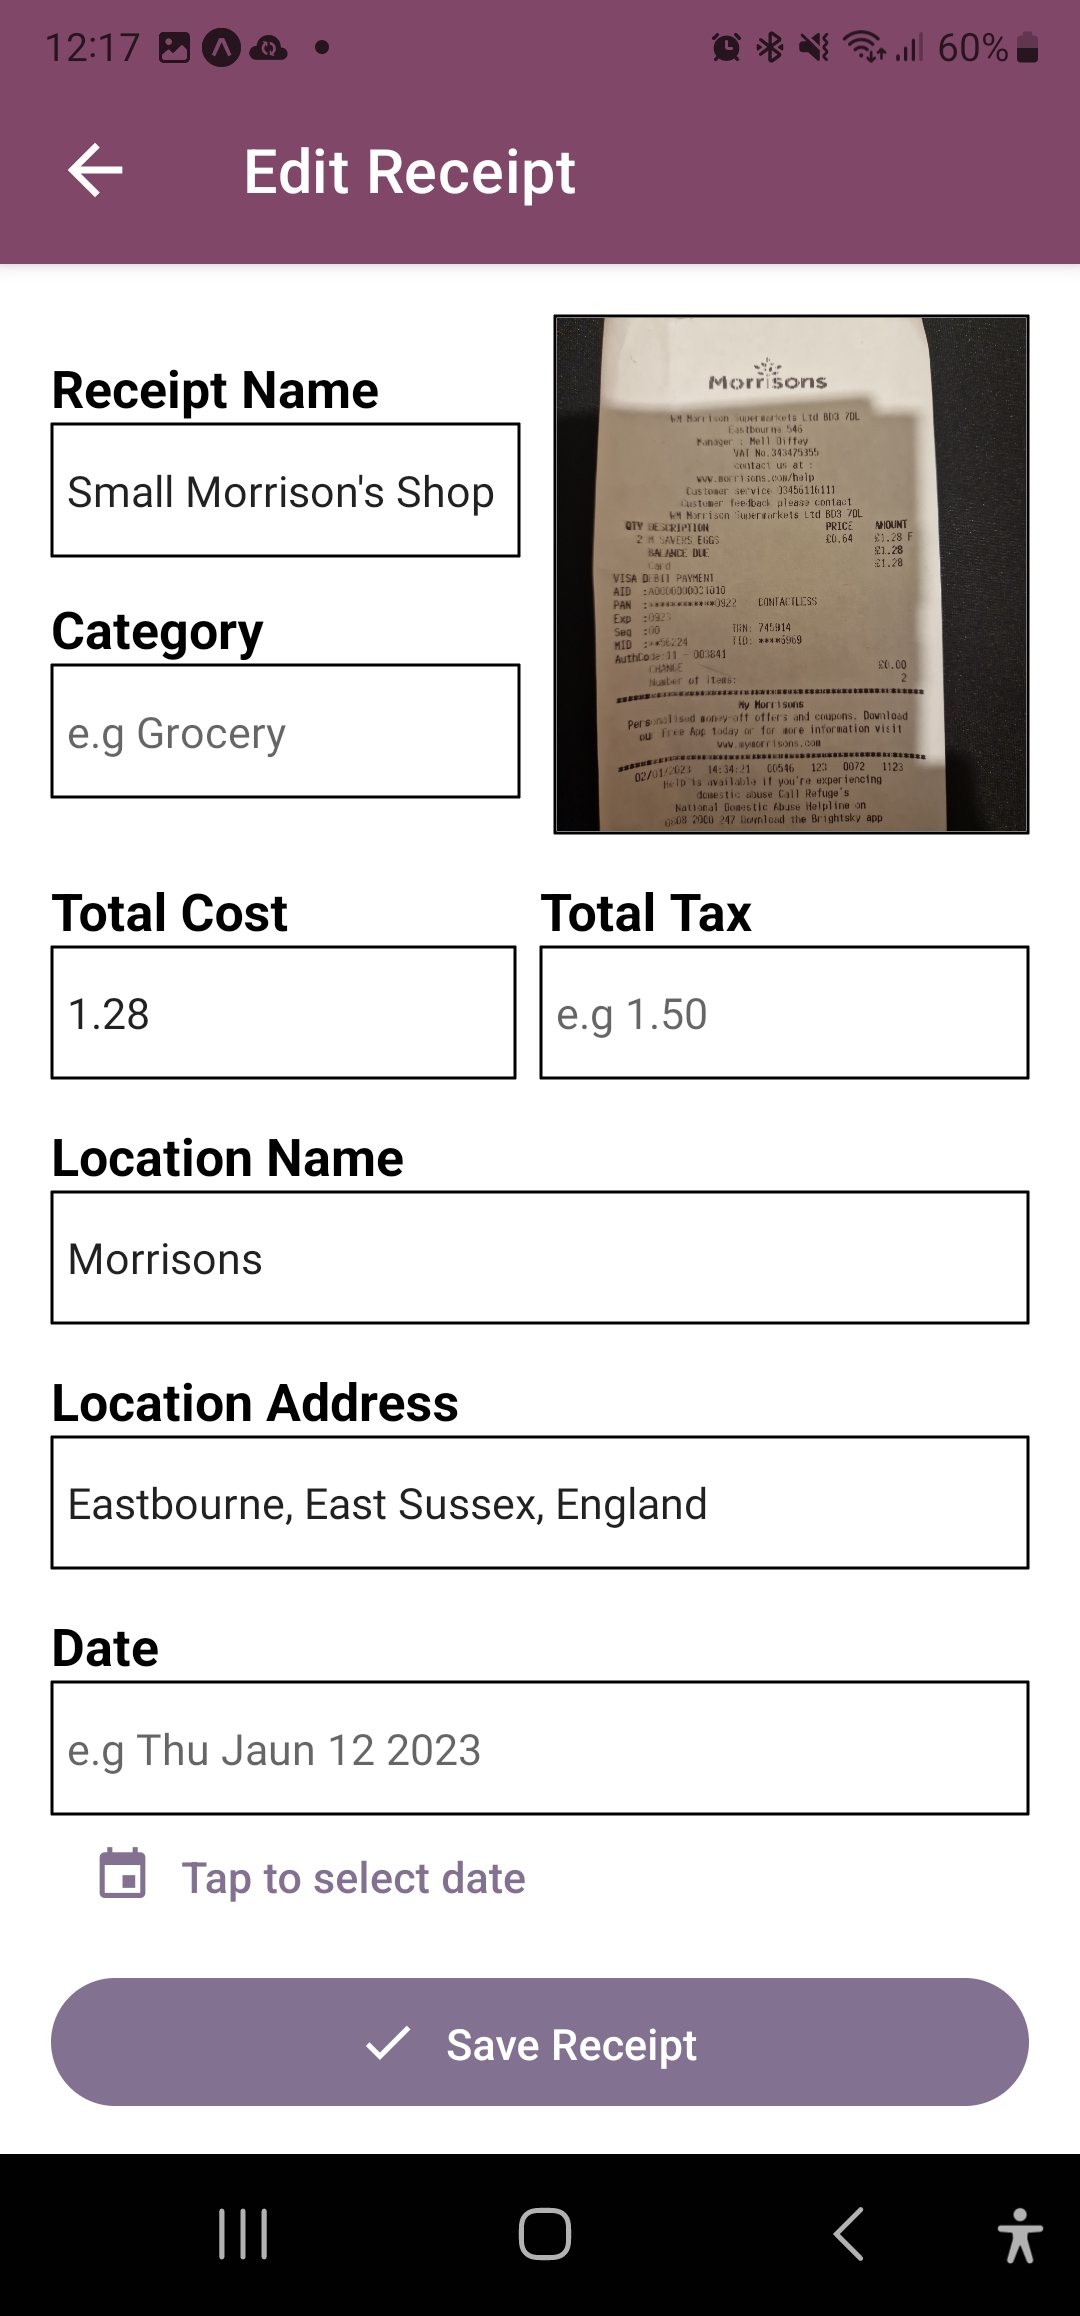 12:17
60%
Edit Receipt
Receipt Name
Small Morrison's Shop
Category
e.g Grocery
Morrisons
WM Morrison Supermarkets Ltd BD3 7DL
Eastbourne 546
Manager : Mell Diffey
VAT No.343475355
contact us at :
www.morrisons.com/help
Customer service 03456116111
Customer feedback please contact
WM Morrison Supermarkets Ltd BD3 7DL
QTY DESCRIPTION PRICE AMOUNT
2 M SAVERS EGGS £0.64 £1.28 F
BALANCE DUE £1.28
Card £1.28
VISA DEBIT PAYMENT
AID :A0000000031010
PAN :************0922 CONTACTLESS
Exp :0923
Seq :00 TRN: 745914
MID :**56224 TID: ****6969
AuthCode:11 - 003841
CHANGE £0.00
Number of items: 2
My Morrisons
Personalised money-off offers and coupons. Download
our Free App today or for more information visit
www.mymorrisons.com
02/01/2023 14:34:21 00546 123 0072 1123
Help is available if you're experiencing
domestic abuse Call Refuge's
National Domestic Abuse Helpline on
0808 2000 247 Download the Brightsky app
Total Cost
Total Tax
1.28
e.g 1.50
Location Name
Morrisons
Location Address
Eastbourne, East Sussex, England
Date
e.g Thu Jaun 12 2023
Tap to select date
Save Receipt